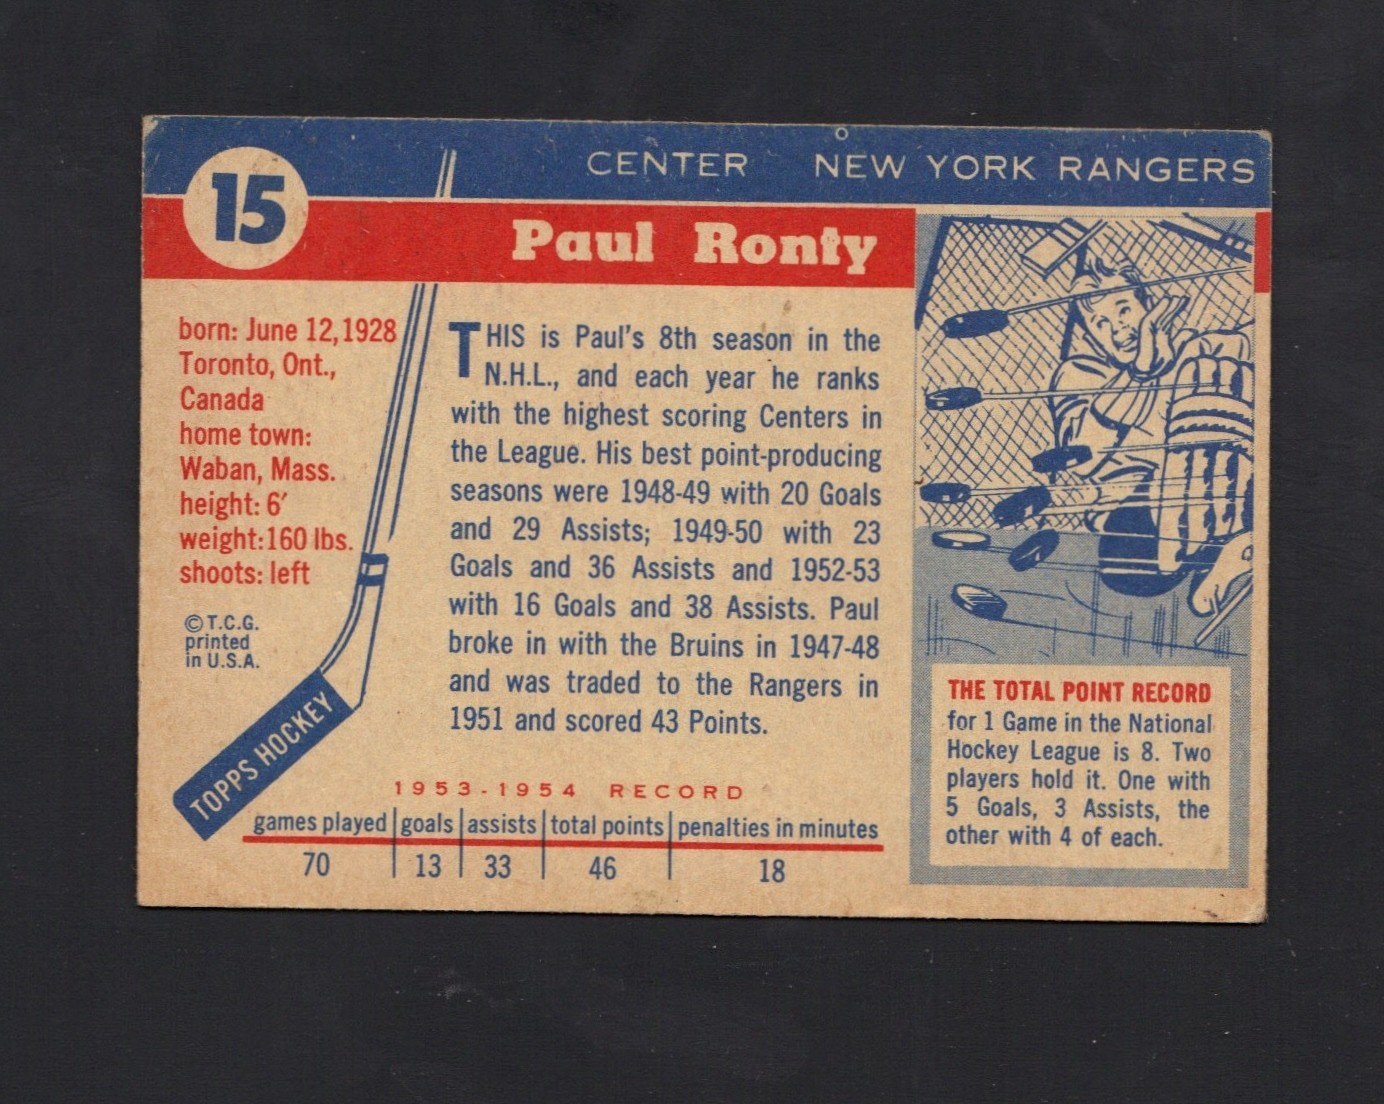 15
CENTER NEW YORK RANGERS
Paul Ronty
born: June 12, 1928
Toronto, Ont.,
Canada
home town:
Waban, Mass.
height: 6′
weight: 160 lbs.
shoots: left
© T.C.G.
printed
in U.S.A.
TOPPS HOCKEY
THIS is Paul's 8th season in the
N.H.L., and each year he ranks
with the highest scoring Centers in
the League. His best point-producing
seasons were 1948-49 with 20 Goals
and 29 Assists; 1949-50 with 23
Goals and 36 Assists and 1952-53
with 16 Goals and 38 Assists. Paul
broke in with the Bruins in 1947-48
and was traded to the Rangers in
1951 and scored 43 Points.
1953-1954 RECORD
games played goals assists total points penalties in minutes
70 13 33 46 18
THE TOTAL POINT RECORD
for 1 Game in the National
Hockey League is 8. Two
players hold it. One with
5 Goals, 3 Assists, the
other with 4 of each.